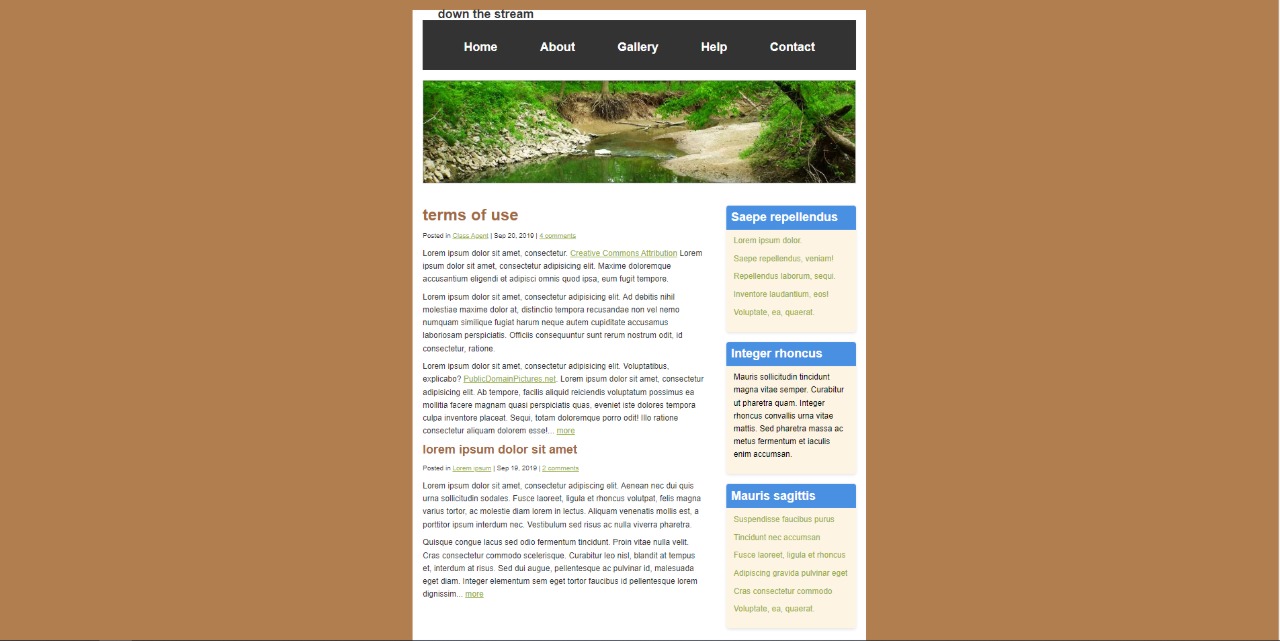 down the stream
Home About Gallery Help Contact
terms of use
Posted in Class Apent | Sep 20, 2019 | 4 comments
Lorem ipsum dolor sit amet, consectetur. Creative Commons Attribution Lorem
ipsum dolor sit amet, consectetur adipisicing elit. Maxime doloremque
accusantium eligendi et adipisci omnis quod ipsa, eum fugit tempore.
Lorem ipsum dolor sit amet, consectetur adipisicing elit. Ad debitis nihil
molestiae maxime dolor at, distinctio tempora recusandae non vel nemo
numquam similique fugiat harum neque autem cupiditate accusamus
laboriosam perspiciatis. Officiis consequuntur sunt rerum nostrum odit, id
consectetur, ratione.
Lorem ipsum dolor sit amet, consectetur adipisicing elit. Voluptatibus,
explicabo? PublicDomainPictures.net. Lorem ipsum dolor sit amet, consectetur
adipisicing elit. Ab tempore, facilis aliquid reiciendis voluptatum possimus ea
mollitia facere magnam quasi perspiciatis quas, eveniet iste dolores tempora
culpa inventore placeat. Sequi, totam doloremque porro odit! Illo ratione
consectetur aliquam dolorem esse!... more
lorem ipsum dolor sit amet
Posted in Lorem ipsum | Sep 19, 2019 | 2 comments
Lorem ipsum dolor sit amet, consectetur adipiscing elit. Aenean nec dui quis
urna sollicitudin sodales. Fusce laoreet, ligula et rhoncus volutpat, felis magna
varius tortor, ac molestie diam lorem in lectus. Aliquam venenatis mollis est, a
porttitor ipsum interdum nec. Vestibulum sed risus ac nulla viverra pharetra.
Quisque congue lacus sed odio fermentum tincidunt. Proin vitae nulla velit.
Cras consectetur commodo scelerisque. Curabitur leo nisl, blandit at tempus
et, interdum at risus. Sed dui augue, pellentesque ac pulvinar id, malesuada
eget diam. Integer elementum sem eget tortor faucibus id pellentesque lorem
dignissim... more
Saepe repellendus
Lorem ipsum dolor.
Saepe repellendus, veniam!
Repellendus laborum, sequi.
Inventore laudantium, eos!
Voluptate, ea, quaerat.
Integer rhoncus
Mauris sollicitudin tincidunt
magna vitae semper. Curabitur
ut pharetra quam. Integer
rhoncus convallis urna vitae
mattis. Sed pharetra massa ac
metus fermentum et iaculis
enim accumsan.
Mauris sagittis
Suspendisse faucibus purus
Tincidunt nec accumsan
Fusce laoreet, ligula et rhoncus
Adipiscing gravida pulvinar eget
Cras consectetur commodo
Voluptate, ea, quaerat.